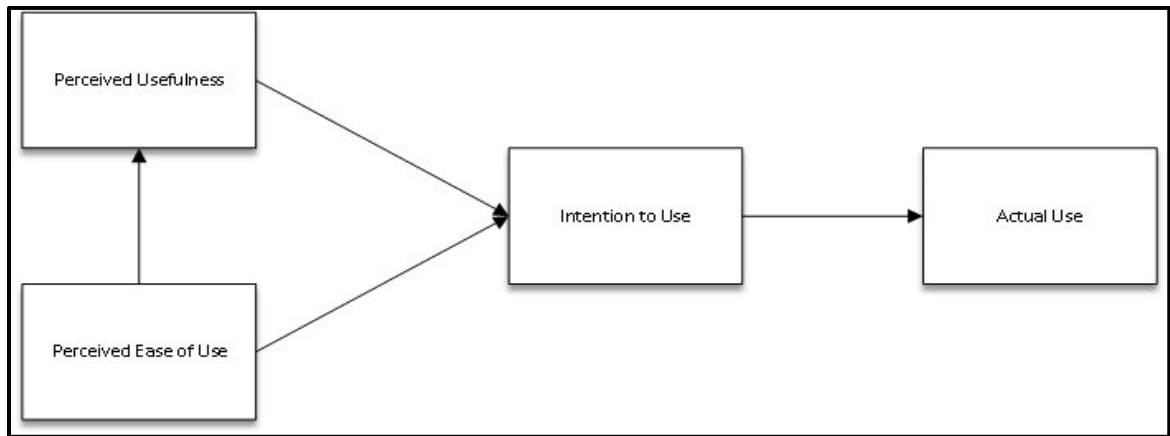 Perceived Usefulness
Intention to Use
Actual Use
Perceived Ease of Use